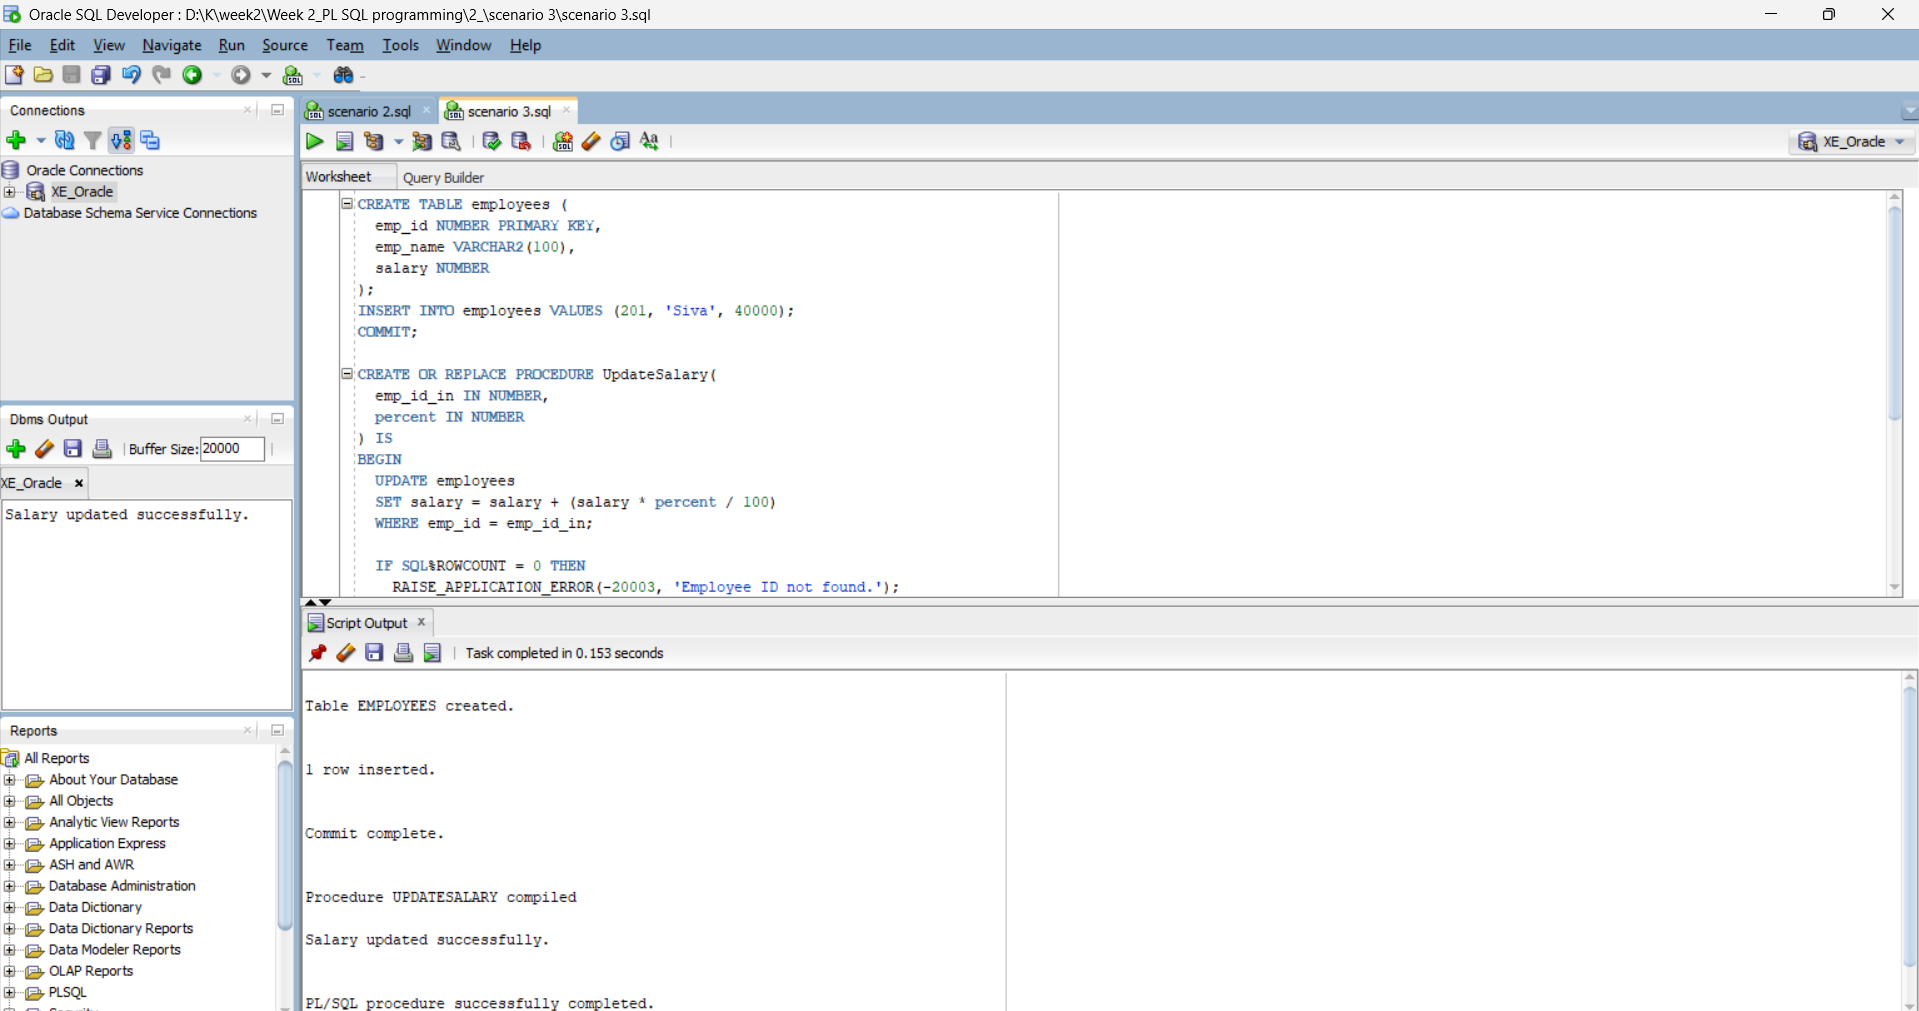 Oracle SQL Developer : D:\K\week2\Week 2_PL SQL programming\2_\scenario 3\scenario 3.sql
File Edit View Navigate Run Source Team Tools Window Help
Connections
Oracle Connections
XE_Oracle
Database Schema Service Connections
Dbms Output
Buffer Size: 20000
XE_Oracle
Salary updated successfully.
Reports
All Reports
About Your Database
All Objects
Analytic View Reports
Application Express
ASH and AWR
Database Administration
Data Dictionary
Data Dictionary Reports
Data Modeler Reports
OLAP Reports
PLSQL
scenario 2.sql scenario 3.sql
XE_Oracle
Worksheet Query Builder
CREATE TABLE employees (
emp_id NUMBER PRIMARY KEY,
emp_name VARCHAR2(100),
salary NUMBER
);
INSERT INTO employees VALUES (201, 'Siva', 40000);
COMMIT;
CREATE OR REPLACE PROCEDURE UpdateSalary(
emp_id_in IN NUMBER,
percent IN NUMBER
) IS
BEGIN
UPDATE employees
SET salary = salary + (salary * percent / 100)
WHERE emp_id = emp_id_in;
IF SQL%ROWCOUNT = 0 THEN
RAISE_APPLICATION_ERROR(-20003, 'Employee ID not found.');
Script Output
Task completed in 0.153 seconds
Table EMPLOYEES created.
1 row inserted.
Commit complete.
Procedure UPDATESALARY compiled
Salary updated successfully.
PL/SQL procedure successfully completed.